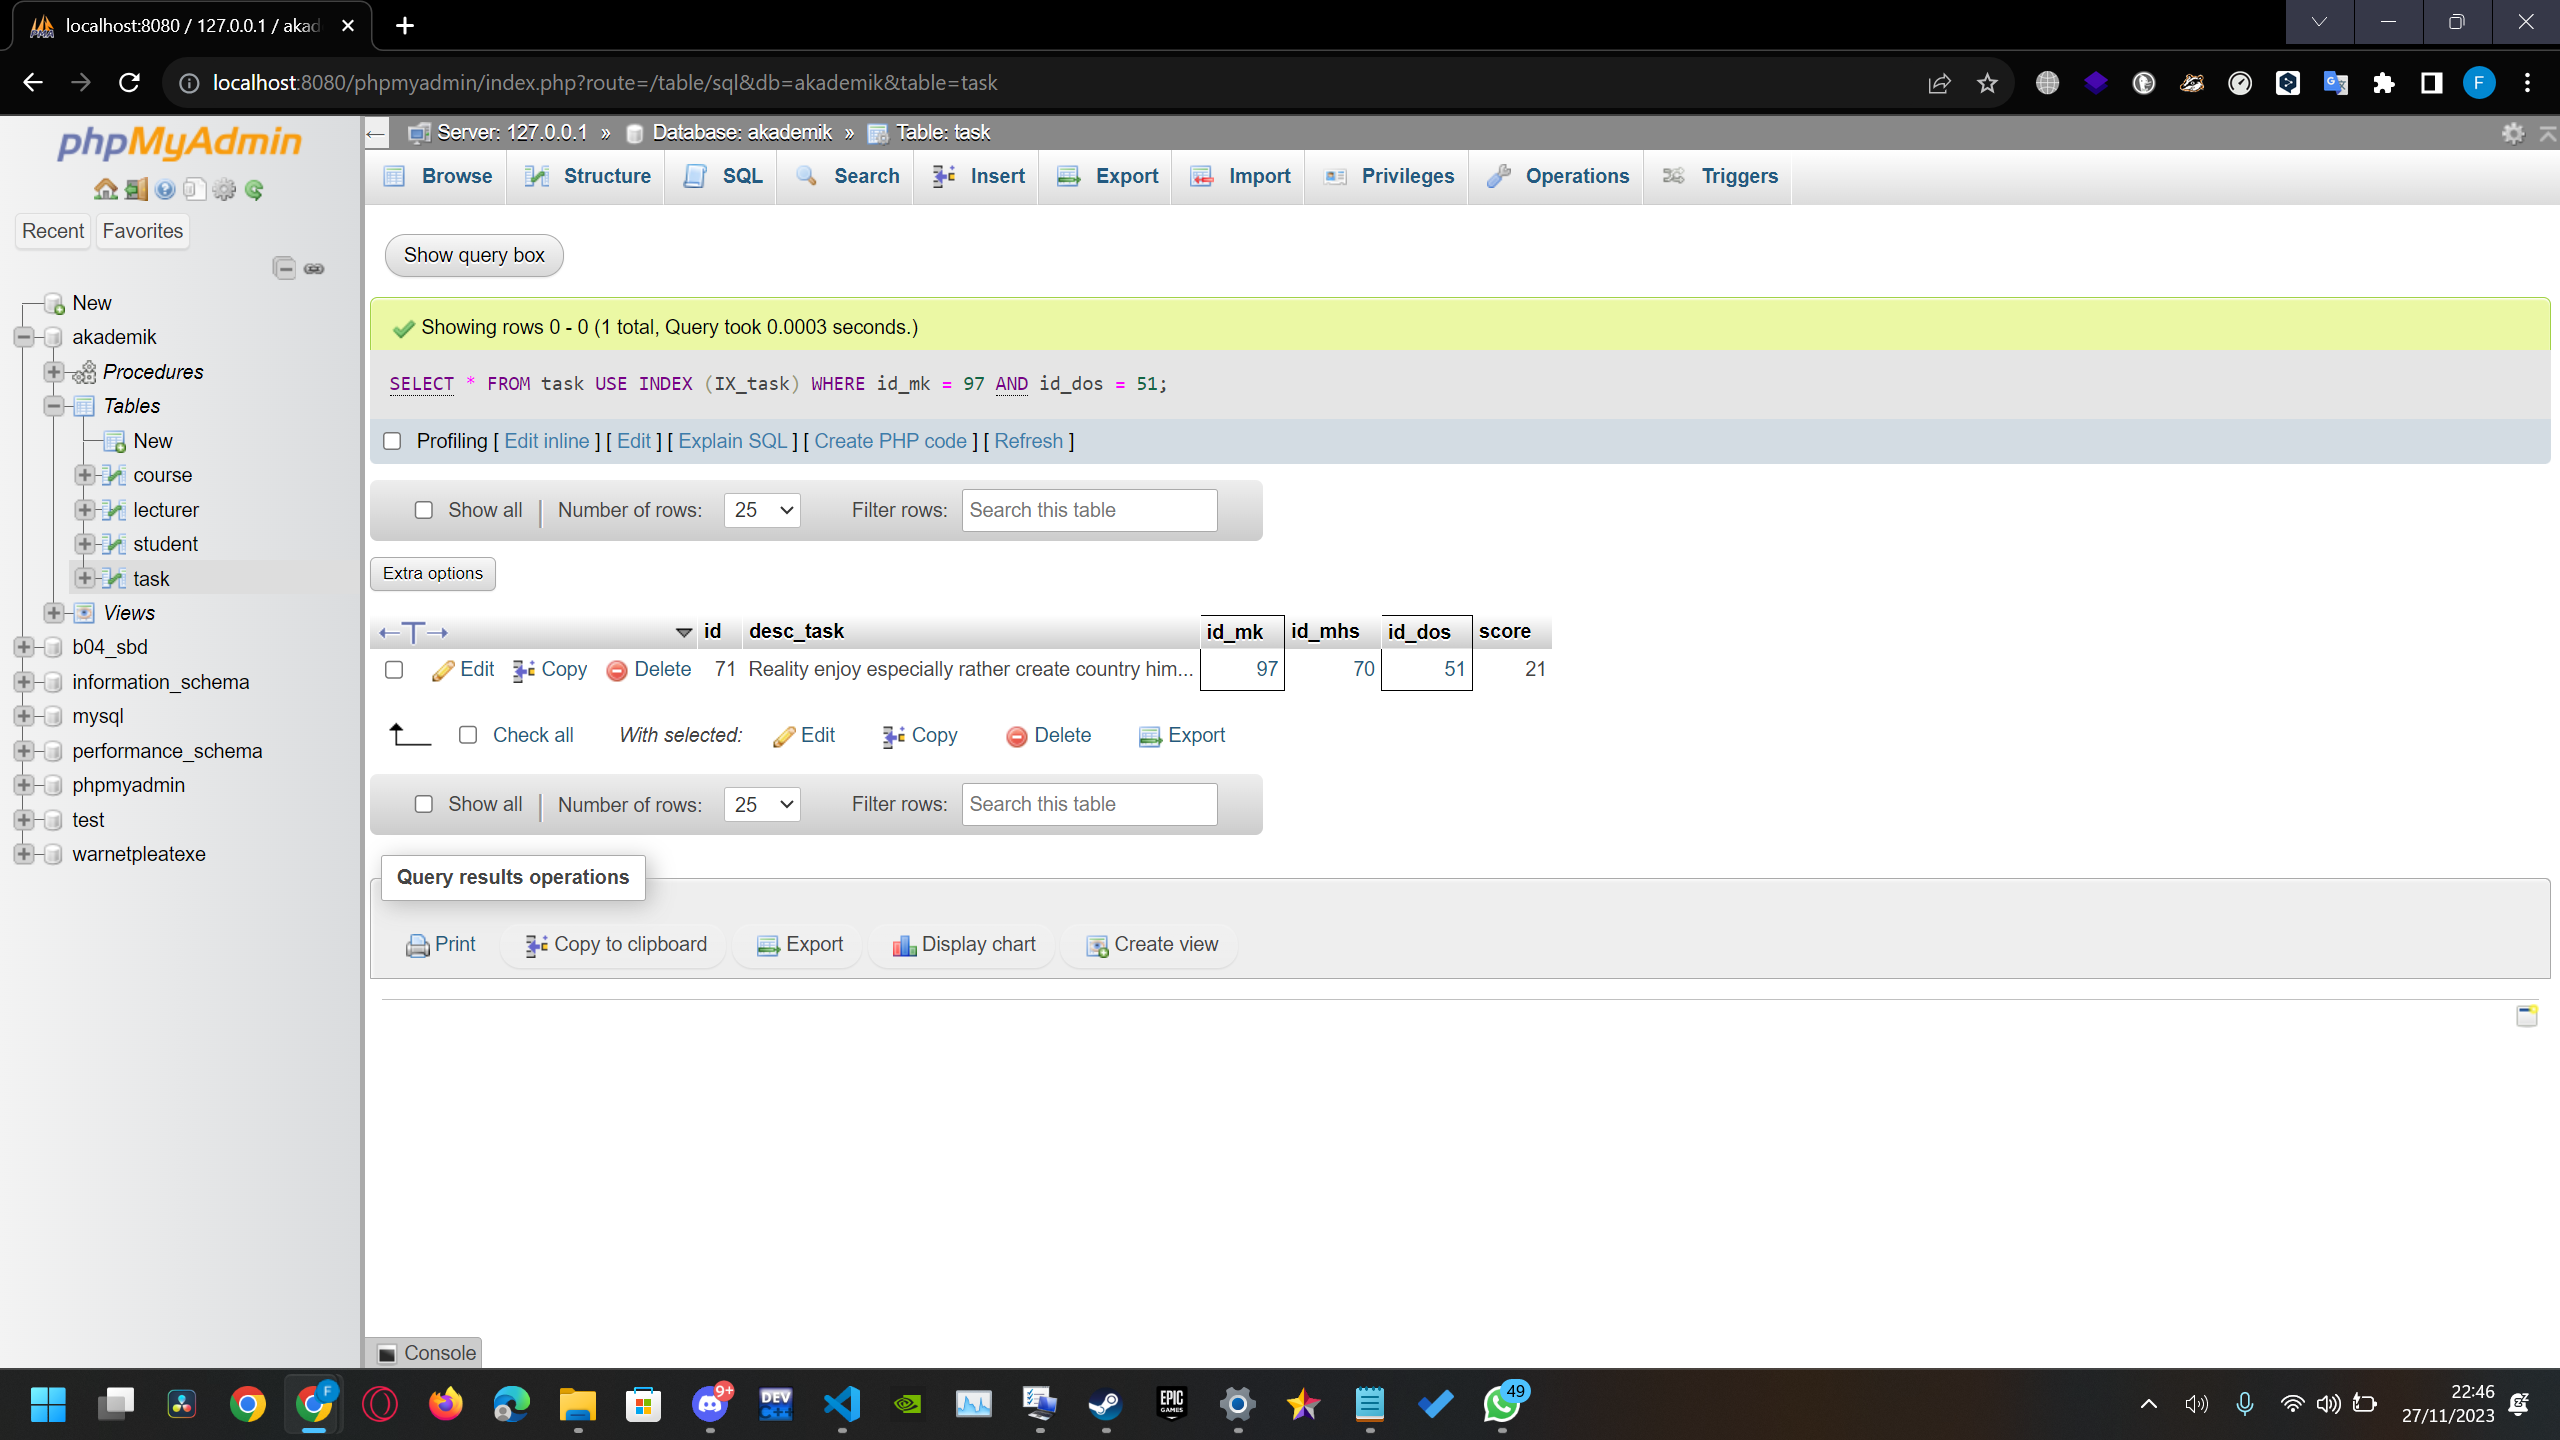 localhost:8080 / 127.0.0.1 / akad
localhost:8080/phpmyadmin/index.php?route=/table/sql&db=akademik&table=task
F
phpMyAdmin
Recent Favorites
New
akademik
Procedures
Tables
New
course
lecturer
student
task
Views
b04_sbd
information_schema
mysql
performance_schema
phpmyadmin
test
warnetpleatexe
Server: 127.0.0.1 » Database: akademik » Table: task
Browse Structure SQL Search Insert Export Import Privileges Operations Triggers
Show query box
Showing rows 0 - 0 (1 total, Query took 0.0003 seconds.)
SELECT * FROM task USE INDEX (IX_task) WHERE id_mk = 97 AND id_dos = 51;
Profiling [ Edit inline ] [ Edit ] [ Explain SQL ] [ Create PHP code ] [ Refresh ]
Show all Number of rows: 25 Filter rows: Search this table
Extra options
id desc_task id_mk id_mhs id_dos score
Edit Copy Delete 71 Reality enjoy especially rather create country him... 97 70 51 21
Check all With selected: Edit Copy Delete Export
Show all Number of rows: 25 Filter rows: Search this table
Query results operations
Print Copy to clipboard Export Display chart Create view
Console
F
9+
DEV C++
EPIC GAMES
49
22:46
27/11/2023